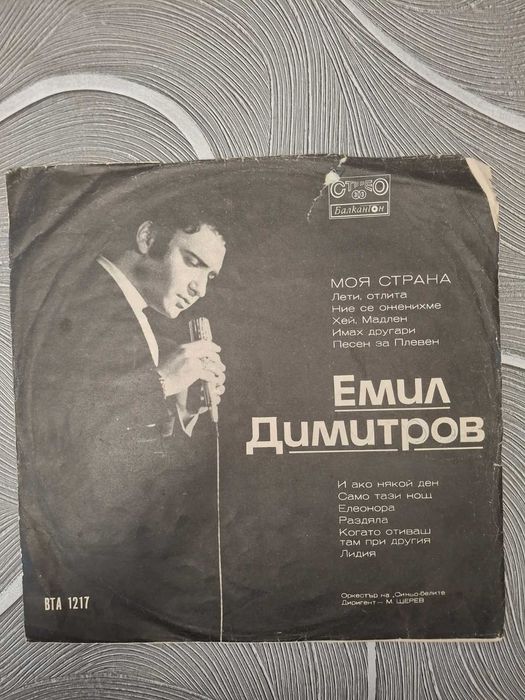 СТЕРЕО
Балкантон
МОЯ СТРАНА
Лети, отлита
Ние се оженихме
Хей, Мадлен
Имах другари
Песен за Плевен
Емил
Димитров
И ако някой ден
Само тази нощ
Елеонора
Раздяла
Когато отиваш
там при другия
Лидия
Оркестър на „Синьо-белите
Диригент — М. ЩЕРЕВ
ВТА 1217